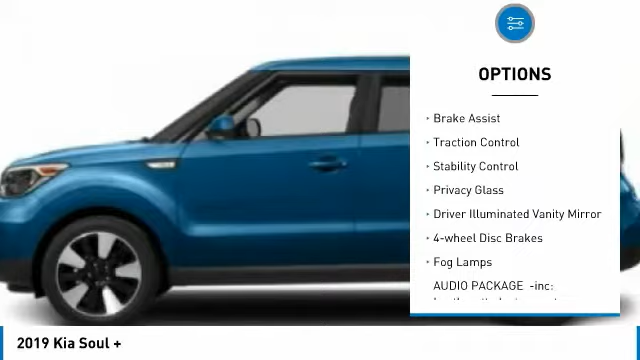 OPTIONS
Brake Assist
Traction Control
Stability Control
Privacy Glass
Driver Illuminated Vanity Mirror
4-wheel Disc Brakes
Fog Lamps
AUDIO PACKAGE -inc:
2019 Kia Soul +